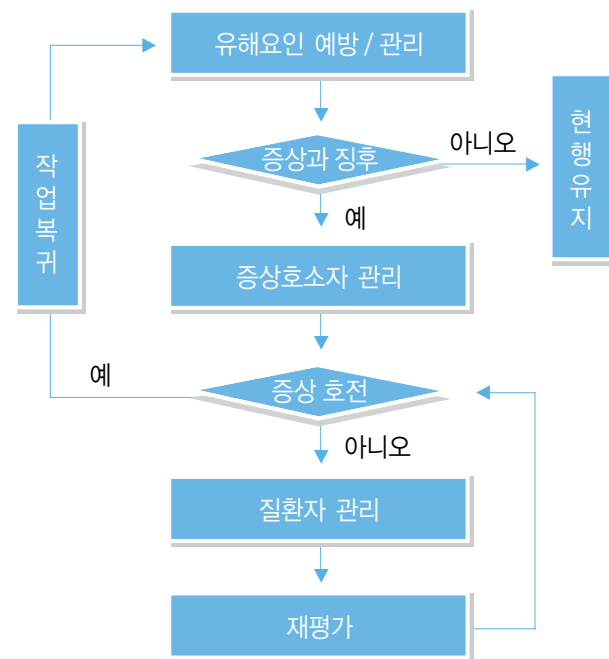 유해요인 예방 / 관리
증상과 징후
아니오
현행유지
작업복귀
예
증상호소자 관리
증상 호전
예
아니오
질환자 관리
재평가